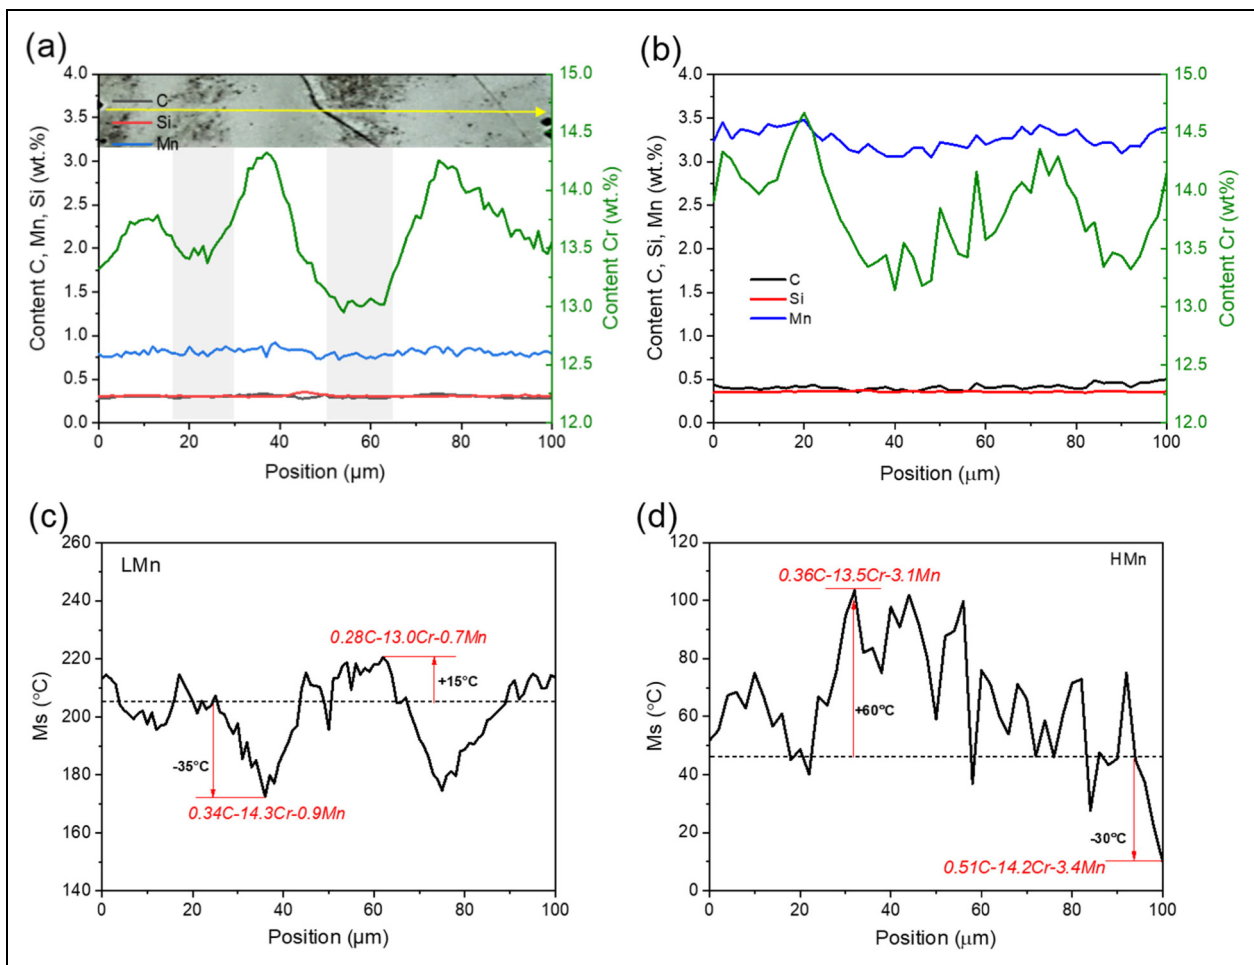 (a)
(b)
4.0
3.5
3.0
2.5
2.0
1.5
1.0
0.5
0.0
Content C, Mn, Si (wt.%)
C
Si
Mn
15.0
14.5
14.0
13.5
13.0
12.5
12.0
Content Cr (wt.%)
0
20
40
60
80
100
Position (μm)
4.0
3.5
3.0
2.5
2.0
1.5
1.0
0.5
0.0
Content C, Si, Mn (wt.%)
C
Si
Mn
15.0
14.5
14.0
13.5
13.0
12.5
12.0
Content Cr (wt%)
0
20
40
60
80
100
Position (μm)
(c)
(d)
260
240
220
200
180
160
140
Ms (°C)
LMn
0.28C-13.0Cr-0.7Mn
+15°C
-35°C
0.34C-14.3Cr-0.9Mn
0
20
40
60
80
100
Position (μm)
120
100
80
60
40
20
0
Ms (°C)
HMn
0.36C-13.5Cr-3.1Mn
+60°C
-30°C
0.51C-14.2Cr-3.4Mn
0
20
40
60
80
100
Position (μm)